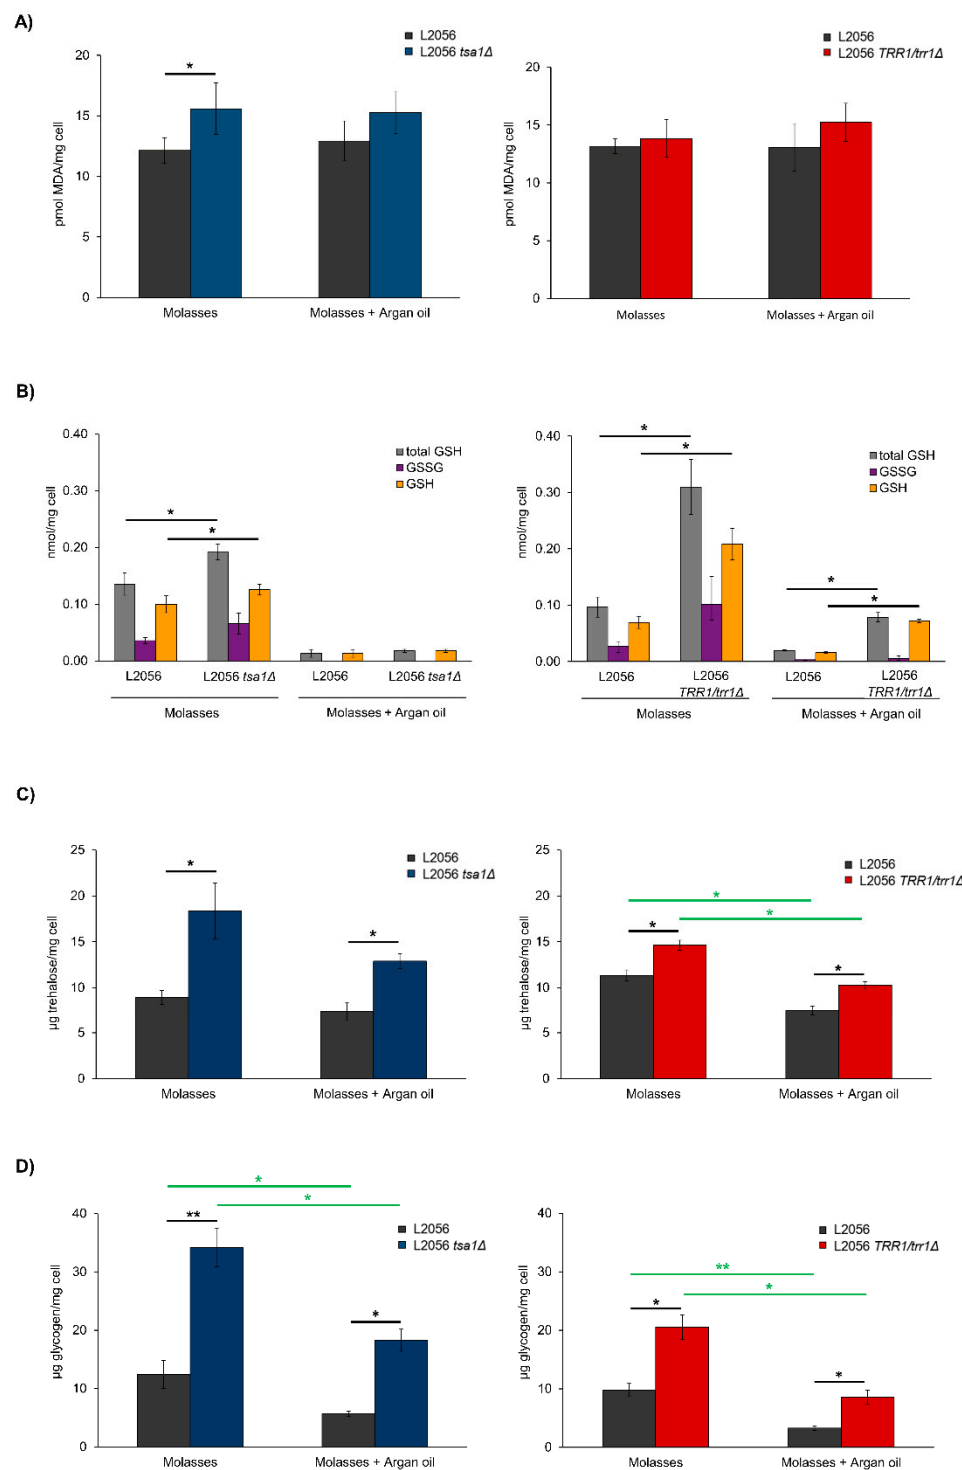 A)
L2056
L2056 tsa1Δ
pmol MDA/mg cell
20
15
10
5
0
*
Molasses
Molasses + Argan oil
L2056
L2056 TRR1/trr1Δ
pmol MDA/mg cell
20
15
10
5
0
Molasses
Molasses + Argan oil
B)
nmol/mg cell
0.40
0.30
0.20
0.10
0.00
total GSH
GSSG
GSH
*
*
L2056
L2056 tsa1Δ
L2056
L2056 tsa1Δ
Molasses
Molasses + Argan oil
nmol/mg cell
0.40
0.30
0.20
0.10
0.00
total GSH
GSSG
GSH
*
*
*
*
L2056
L2056
TRR1/trr1Δ
L2056
L2056
TRR1/trr1Δ
Molasses
Molasses + Argan oil
C)
µg trehalose/mg cell
25
20
15
10
5
0
L2056
L2056 tsa1Δ
*
*
Molasses
Molasses + Argan oil
µg trehalose/mg cell
25
20
15
10
5
0
L2056
L2056 TRR1/trr1Δ
*
*
*
*
Molasses
Molasses + Argan oil
D)
µg glycogen/mg cell
40
30
20
10
0
*
*
**
*
L2056
L2056 tsa1Δ
Molasses
Molasses + Argan oil
µg glycogen/mg cell
40
30
20
10
0
L2056
L2056 TRR1/trr1Δ
**
*
*
*
Molasses
Molasses + Argan oil